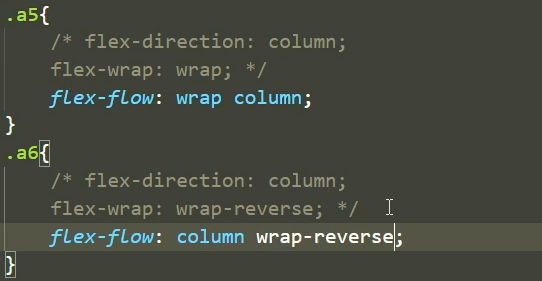 .a5{
/* flex-direction: column;
flex-wrap: wrap; */
flex-flow: wrap column;
}
.a6{
/* flex-direction: column;
flex-wrap: wrap-reverse; */
flex-flow: column wrap-reverse;
}